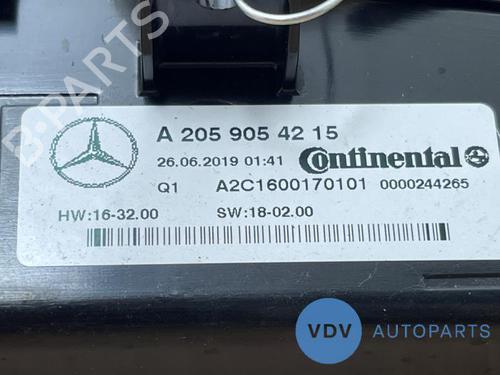 B-PARTS
A 205 905 42 15
26.06.2019 01:41 Continental
Q1 A2C1600170101 0000244265
HW:16-32.00 SW:18-02.00
VDV AUTOPARTS